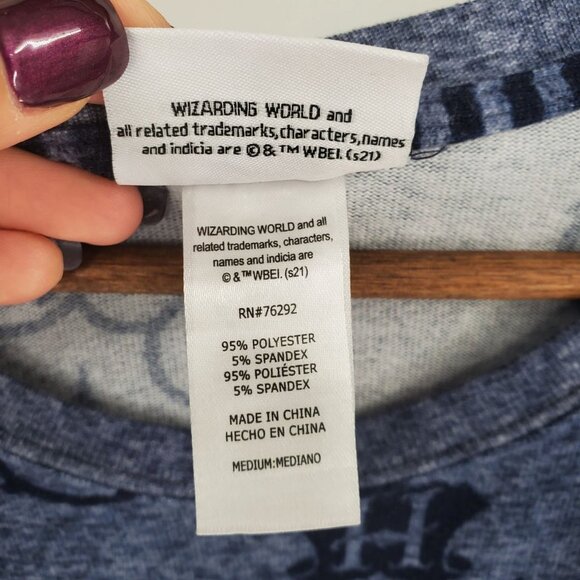 WIZARDING WORLD and
all related trademarks,characters,names
and indicia are ©&™ WBEI. (s21)
WIZARDING WORLD and all
related trademarks, characters,
names and indicia are
©&™WBEI. (s21)
RN#76292
95% POLYESTER
5% SPANDEX
95% POLIÉSTER
5% SPANDEX
MADE IN CHINA
HECHO EN CHINA
MEDIUM:MEDIANO
H